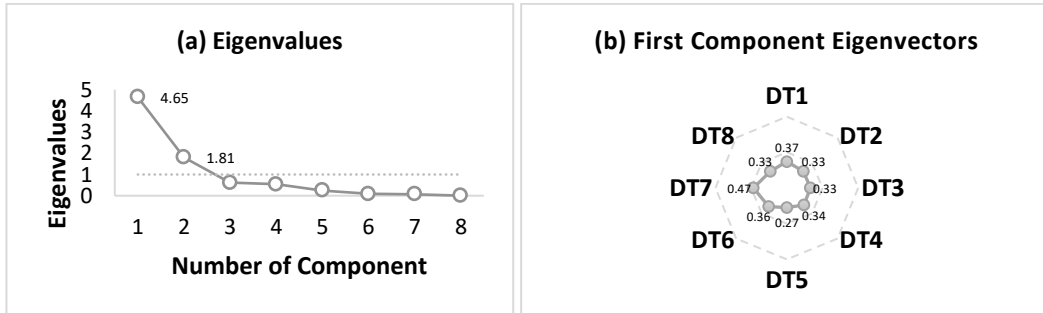 (a) Eigenvalues
Eigenvalues
5
4
3
2
1
0
4.65
1.81
1 2 3 4 5 6 7 8
Number of Component
(b) First Component Eigenvectors
DT1
DT8 DT2
0.37
0.33 0.33
DT7 0.47 0.33 DT3
0.36 0.27 0.34
DT6 DT4
DT5